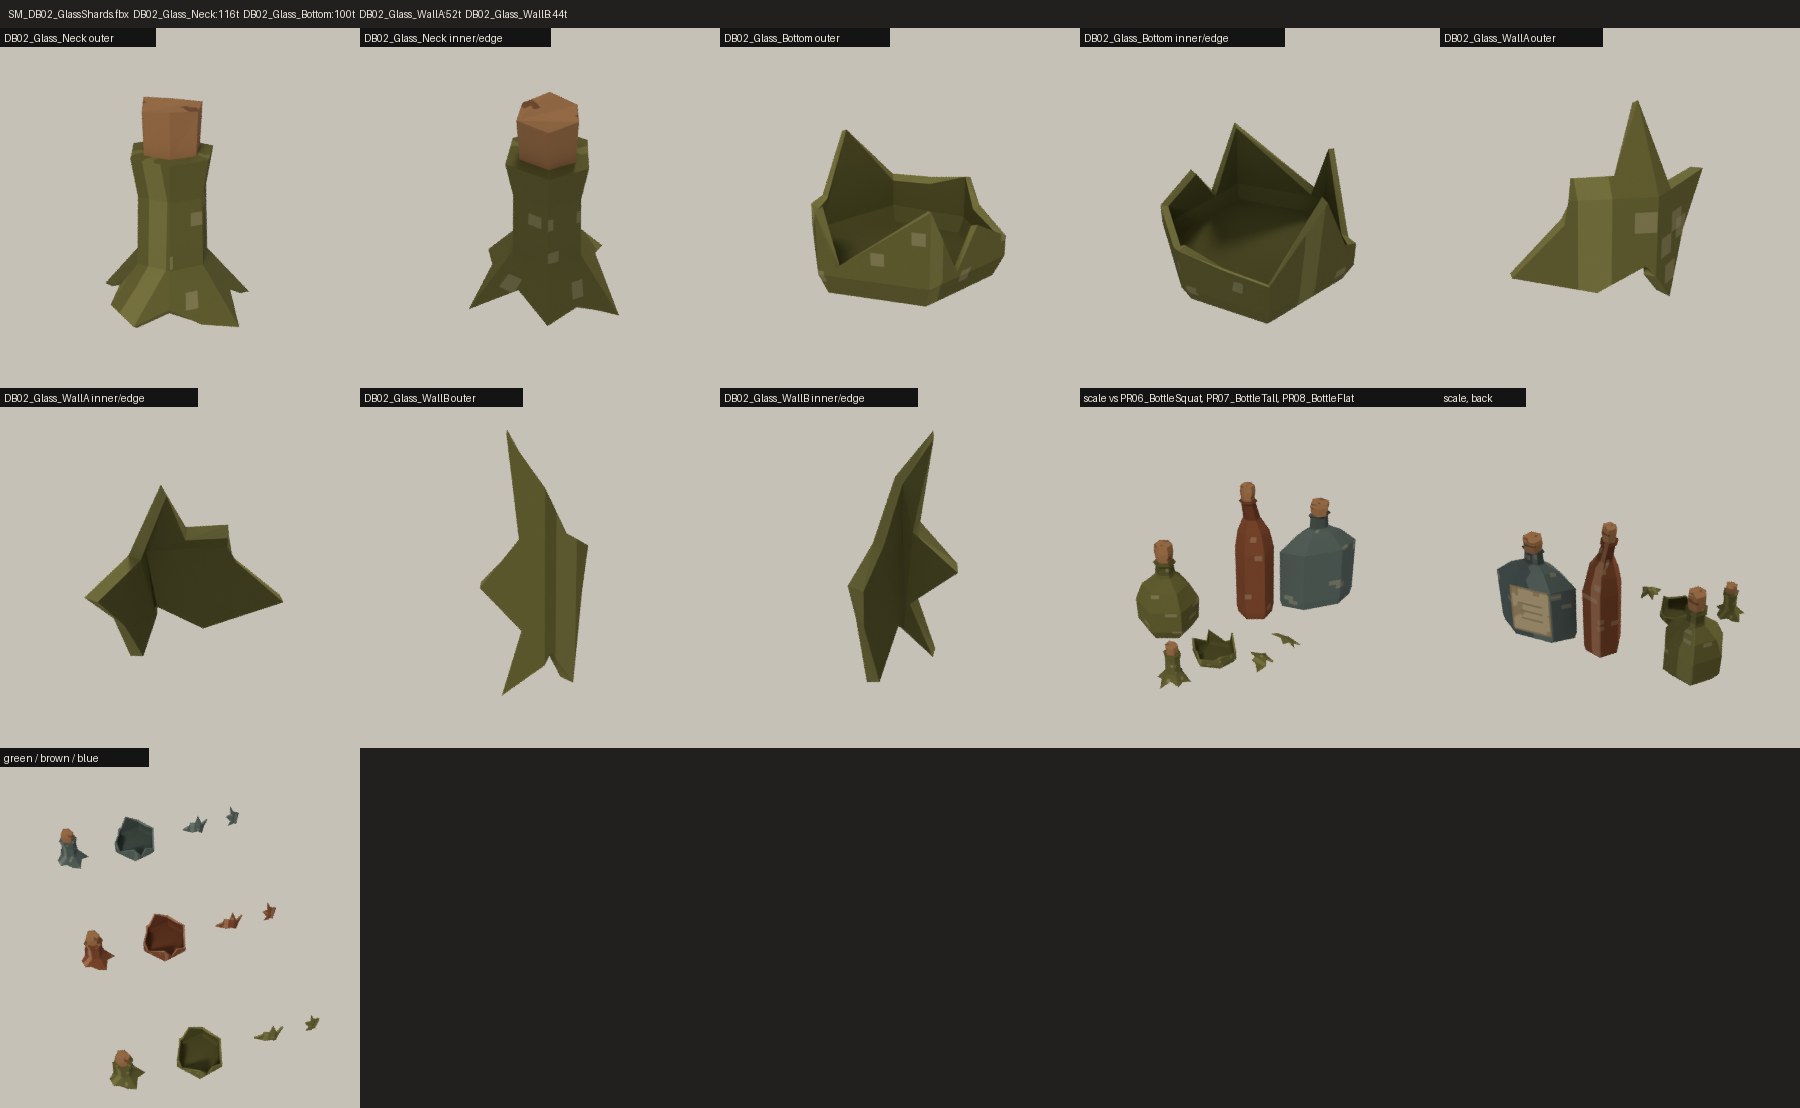 SM_DB02_GlassShards.fbx DB02_Glass_Neck:116t DB02_Glass_Bottom:100t DB02_Glass_WallA:52t DB02_Glass_WallB:44t
DB02_Glass_Neck outer
DB02_Glass_Neck inner/edge
DB02_Glass_Bottom outer
DB02_Glass_Bottom inner/edge
DB02_Glass_WallA outer
DB02_Glass_WallA inner/edge
DB02_Glass_WallB outer
DB02_Glass_WallB inner/edge
scale vs PR06_BottleSquat, PR07_BottleTall, PR08_BottleFlat
scale, back
green / brown / blue